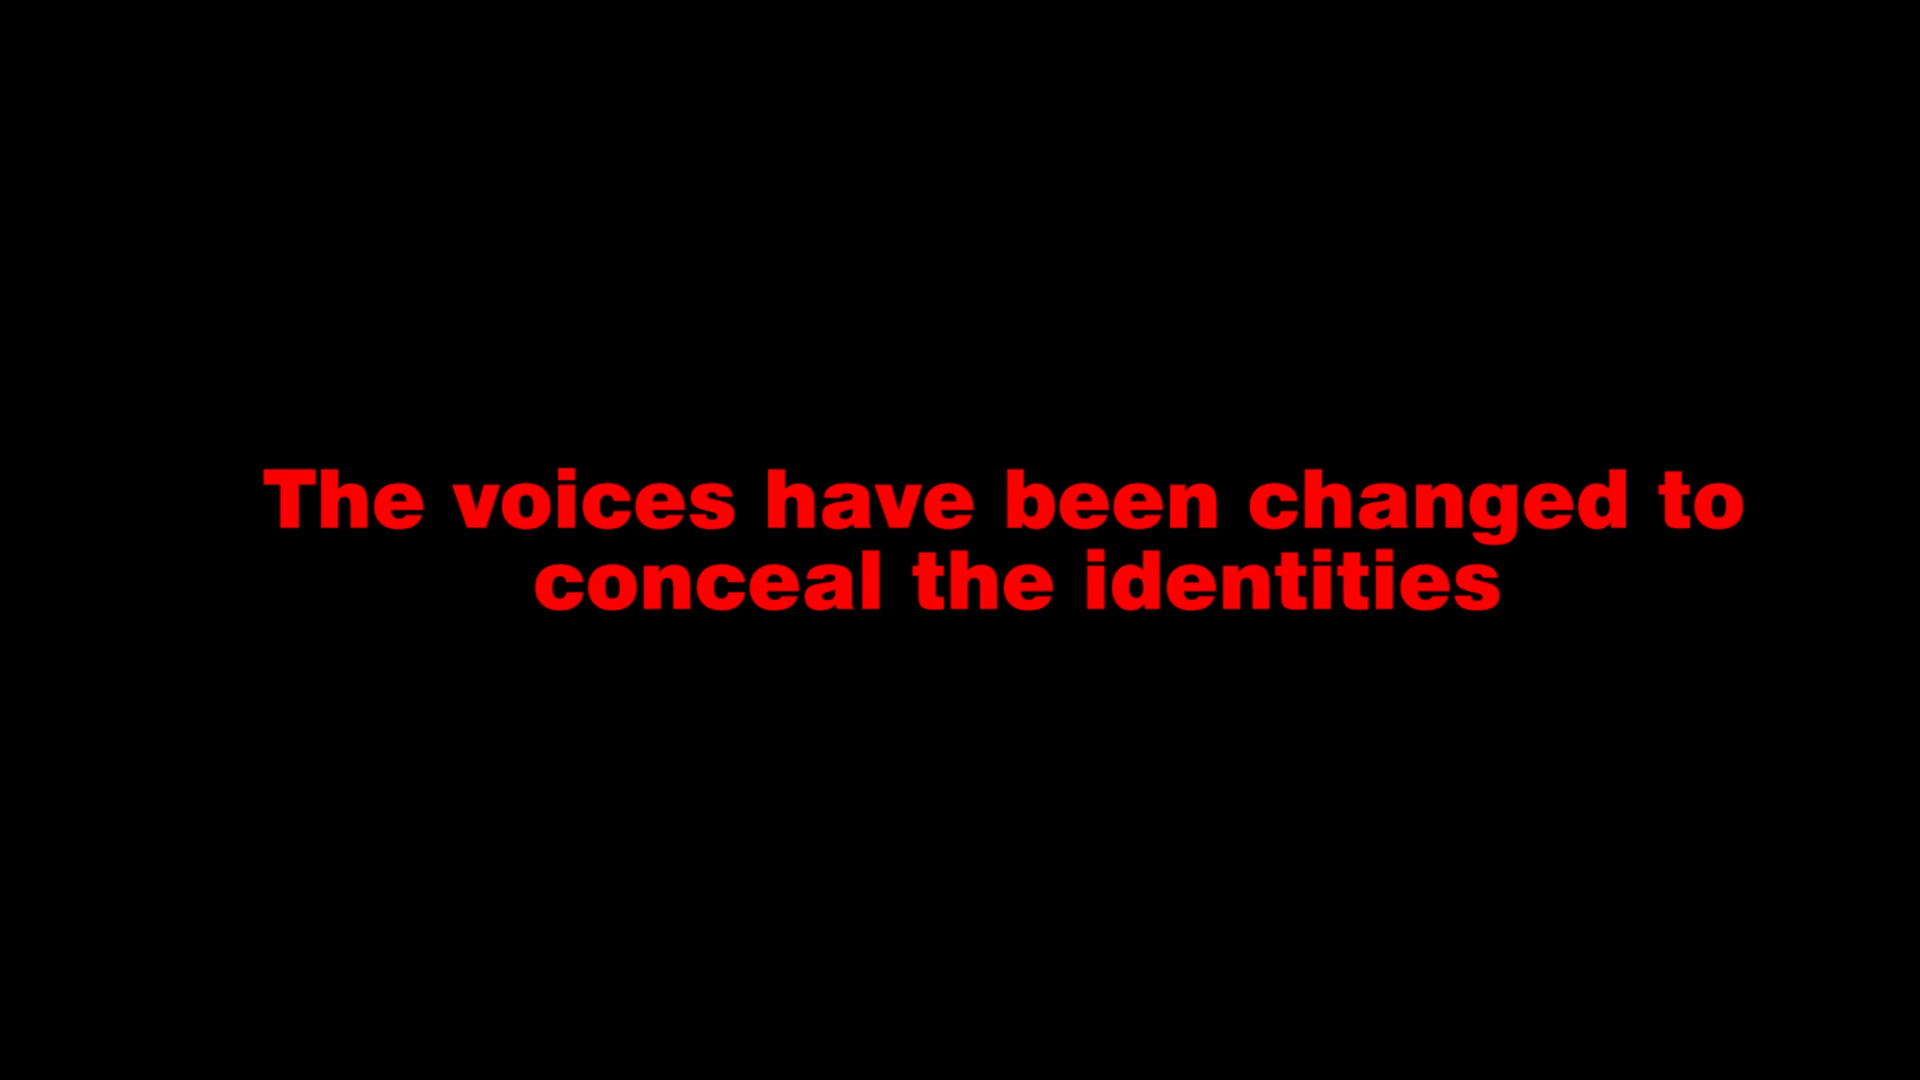 The voices have been changed to
conceal the identities